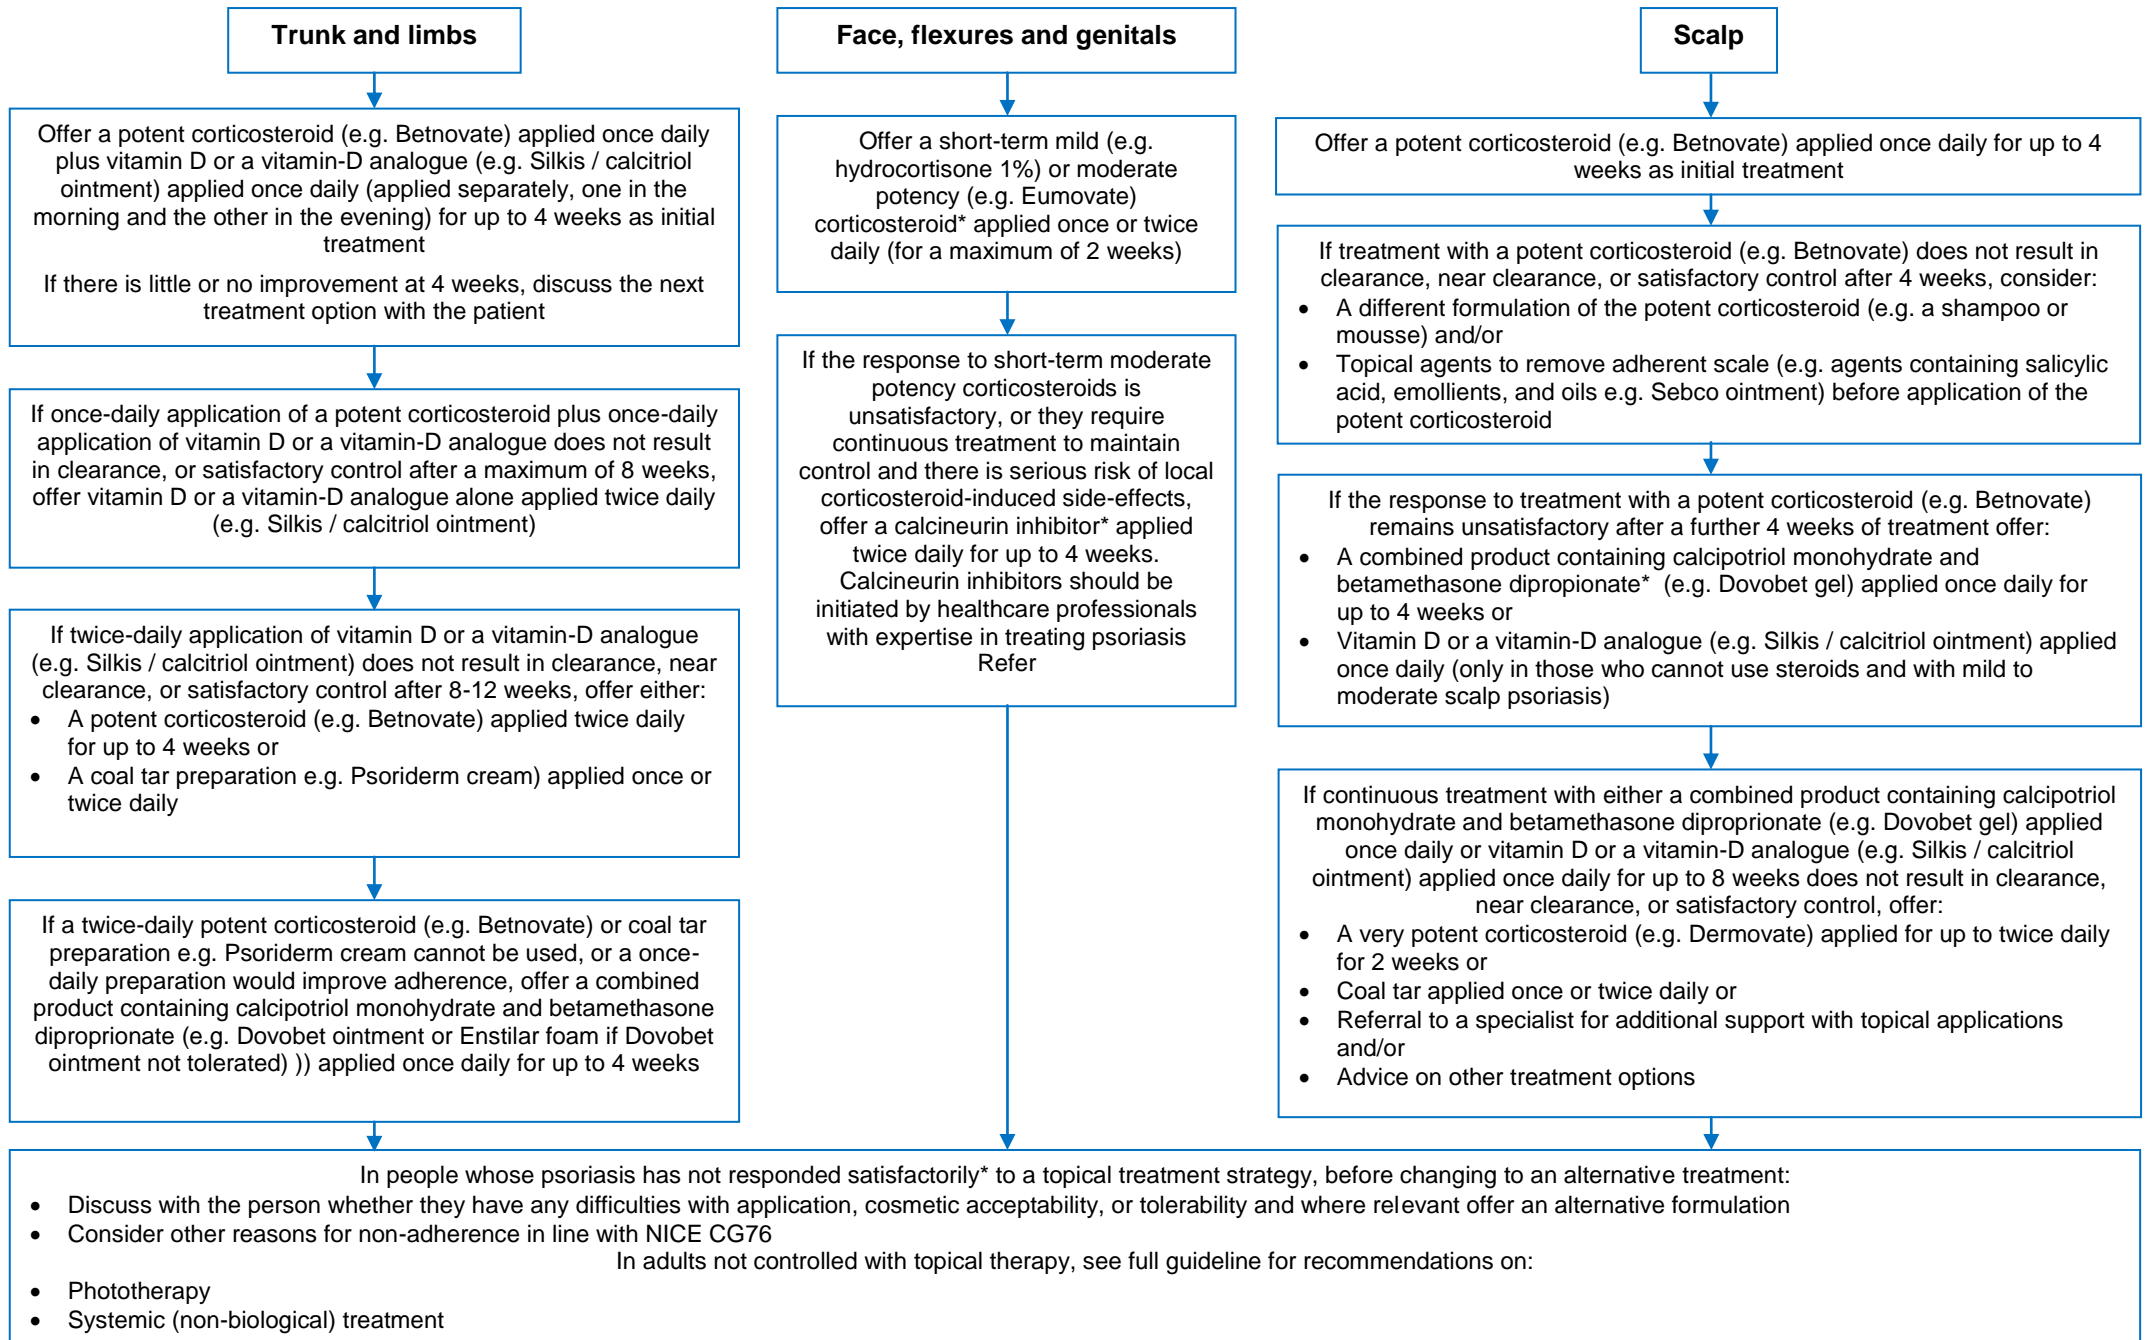 Trunk and limbs
Offer a potent corticosteroid (e.g. Betnovate) applied once daily
plus vitamin D or a vitamin-D analogue (e.g. Silkis / calcitriol
ointment) applied once daily (applied separately, one in the
morning and the other in the evening) for up to 4 weeks as initial
treatment
If there is little or no improvement at 4 weeks, discuss the next
treatment option with the patient
If once-daily application of a potent corticosteroid plus once-daily
application of vitamin D or a vitamin-D analogue does not result
in clearance, or satisfactory control after a maximum of 8 weeks,
offer vitamin D or a vitamin-D analogue alone applied twice daily
(e.g. Silkis / calcitriol ointment)
If twice-daily application of vitamin D or a vitamin-D analogue
(e.g. Silkis / calcitriol ointment) does not result in clearance, near
clearance, or satisfactory control after 8-12 weeks, offer either:
• A potent corticosteroid (e.g. Betnovate) applied twice daily
for up to 4 weeks or
• A coal tar preparation e.g. Psoriderm cream) applied once or
twice daily
If a twice-daily potent corticosteroid (e.g. Betnovate) or coal tar
preparation e.g. Psoriderm cream cannot be used, or a once-
daily preparation would improve adherence, offer a combined
product containing calcipotriol monohydrate and betamethasone
diproprionate (e.g. Dovobet ointment or Enstilar foam if Dovobet
ointment not tolerated) )) applied once daily for up to 4 weeks
Face, flexures and genitals
Offer a short-term mild (e.g.
hydrocortisone 1%) or moderate
potency (e.g. Eumovate)
corticosteroid* applied once or twice
daily (for a maximum of 2 weeks)
If the response to short-term moderate
potency corticosteroids is
unsatisfactory, or they require
continuous treatment to maintain
control and there is serious risk of local
corticosteroid-induced side-effects,
offer a calcineurin inhibitor* applied
twice daily for up to 4 weeks.
Calcineurin inhibitors should be
initiated by healthcare professionals
with expertise in treating psoriasis
Refer
Scalp
Offer a potent corticosteroid (e.g. Betnovate) applied once daily for up to 4
weeks as initial treatment
If treatment with a potent corticosteroid (e.g. Betnovate) does not result in
clearance, near clearance, or satisfactory control after 4 weeks, consider:
• A different formulation of the potent corticosteroid (e.g. a shampoo or
mousse) and/or
• Topical agents to remove adherent scale (e.g. agents containing salicylic
acid, emollients, and oils e.g. Sebco ointment) before application of the
potent corticosteroid
If the response to treatment with a potent corticosteroid (e.g. Betnovate)
remains unsatisfactory after a further 4 weeks of treatment offer:
• A combined product containing calcipotriol monohydrate and
betamethasone dipropionate* (e.g. Dovobet gel) applied once daily for
up to 4 weeks or
• Vitamin D or a vitamin-D analogue (e.g. Silkis / calcitriol ointment) applied
once daily (only in those who cannot use steroids and with mild to
moderate scalp psoriasis)
If continuous treatment with either a combined product containing calcipotriol
monohydrate and betamethasone diproprionate (e.g. Dovobet gel) applied
once daily or vitamin D or a vitamin-D analogue (e.g. Silkis / calcitriol
ointment) applied once daily for up to 8 weeks does not result in clearance,
near clearance, or satisfactory control, offer:
• A very potent corticosteroid (e.g. Dermovate) applied for up to twice daily
for 2 weeks or
• Coal tar applied once or twice daily or
• Referral to a specialist for additional support with topical applications
and/or
• Advice on other treatment options
In people whose psoriasis has not responded satisfactorily* to a topical treatment strategy, before changing to an alternative treatment:
• Discuss with the person whether they have any difficulties with application, cosmetic acceptability, or tolerability and where relevant offer an alternative formulation
• Consider other reasons for non-adherence in line with NICE CG76
In adults not controlled with topical therapy, see full guideline for recommendations on:
• Phototherapy
• Systemic (non-biological) treatment